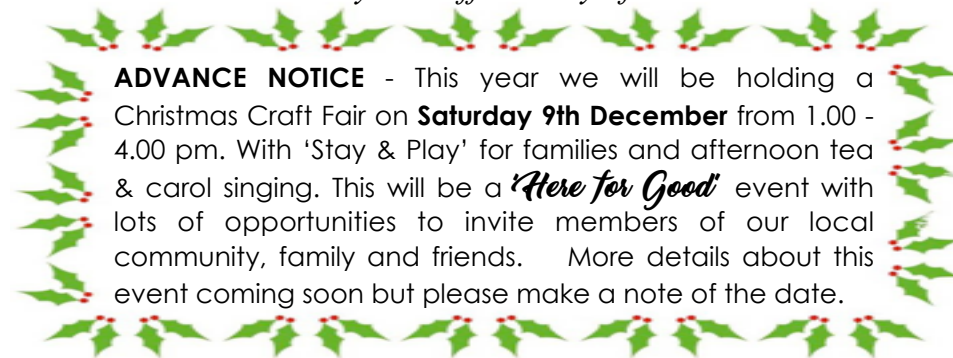 ADVANCE NOTICE - This year we will be holding a
Christmas Craft Fair on Saturday 9th December from 1.00 -
4.00 pm. With ‘Stay & Play’ for families and afternoon tea
& carol singing. This will be a ‘Here for Good’ event with
lots of opportunities to invite members of our local
community, family and friends. More details about this
event coming soon but please make a note of the date.